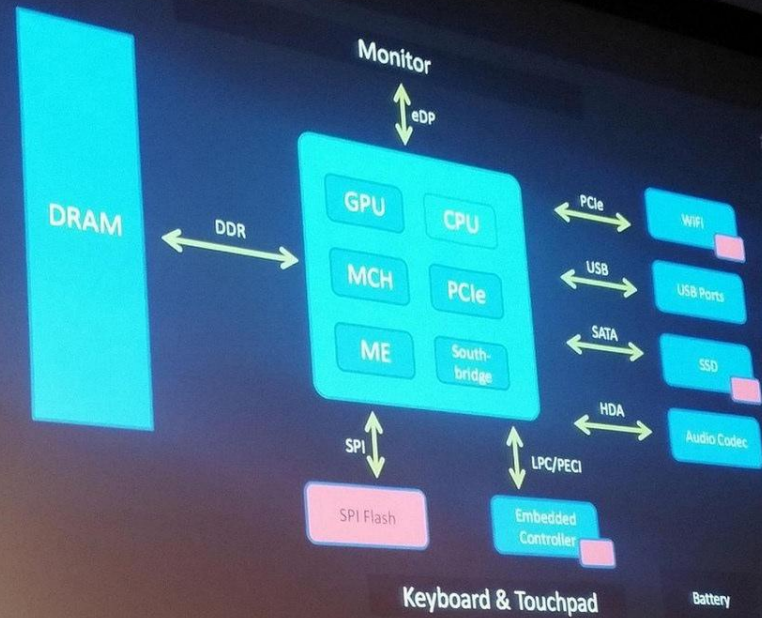 Monitor
eDP
DRAM
DDR
GPU
CPU
MCH
PCIe
ME
South-
bridge
PCIe
WiFi
USB
USB Ports
SATA
SSD
HDA
Audio Codec
SPI
LPC/PECI
SPI Flash
Embedded
Controller
Keyboard & Touchpad
Battery